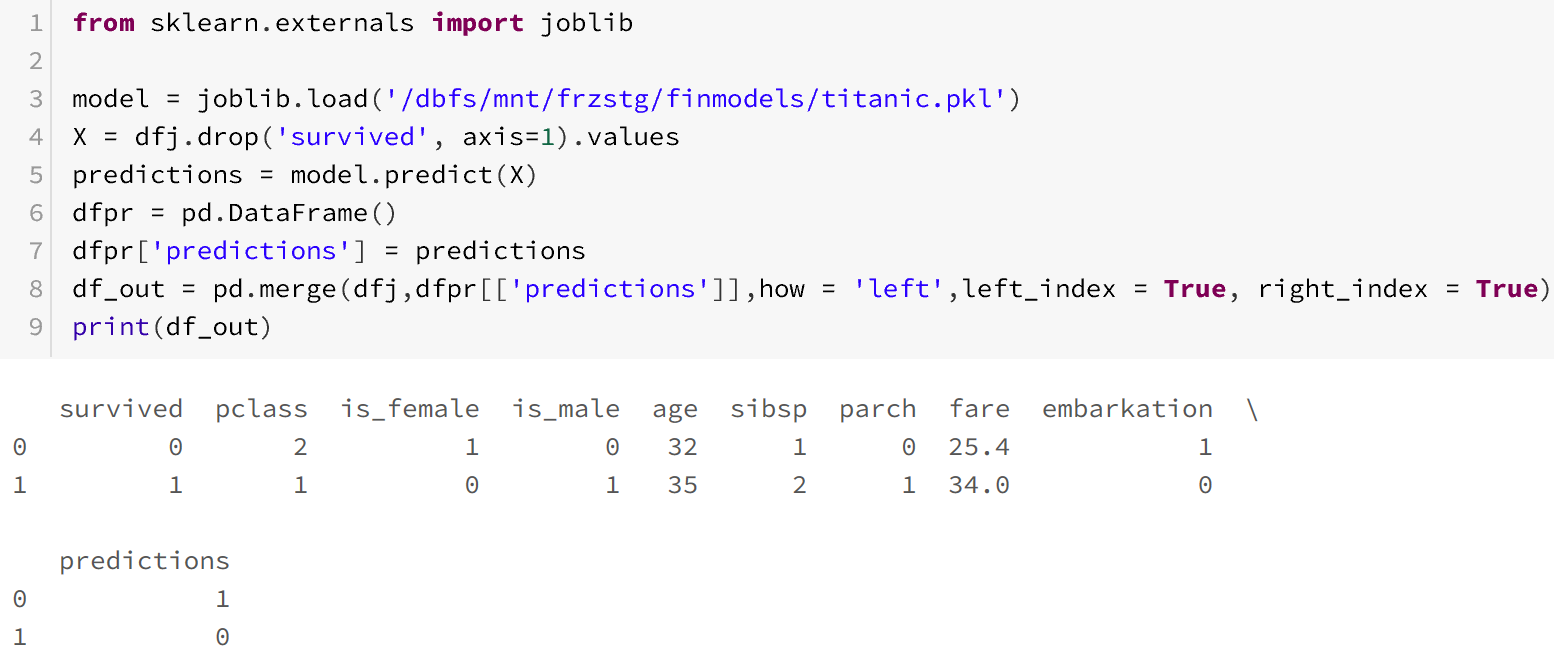 1 from sklearn.externals import joblib
2
3 model = joblib.load('/dbfs/mnt/frzstg/finmodels/titanic.pkl')
4 X = dfj.drop('survived', axis=1).values
5 predictions = model.predict(X)
6 dfpr = pd.DataFrame()
7 dfpr['predictions'] = predictions
8 df_out = pd.merge(dfj,dfpr[['predictions']],how = 'left',left_index = True, right_index = True)
9 print(df_out)
survived pclass is_female is_male age sibsp parch fare embarkation \
0 0 2 1 0 32 1 0 25.4 1
1 1 1 0 1 35 2 1 34.0 0
predictions
0 1
1 0